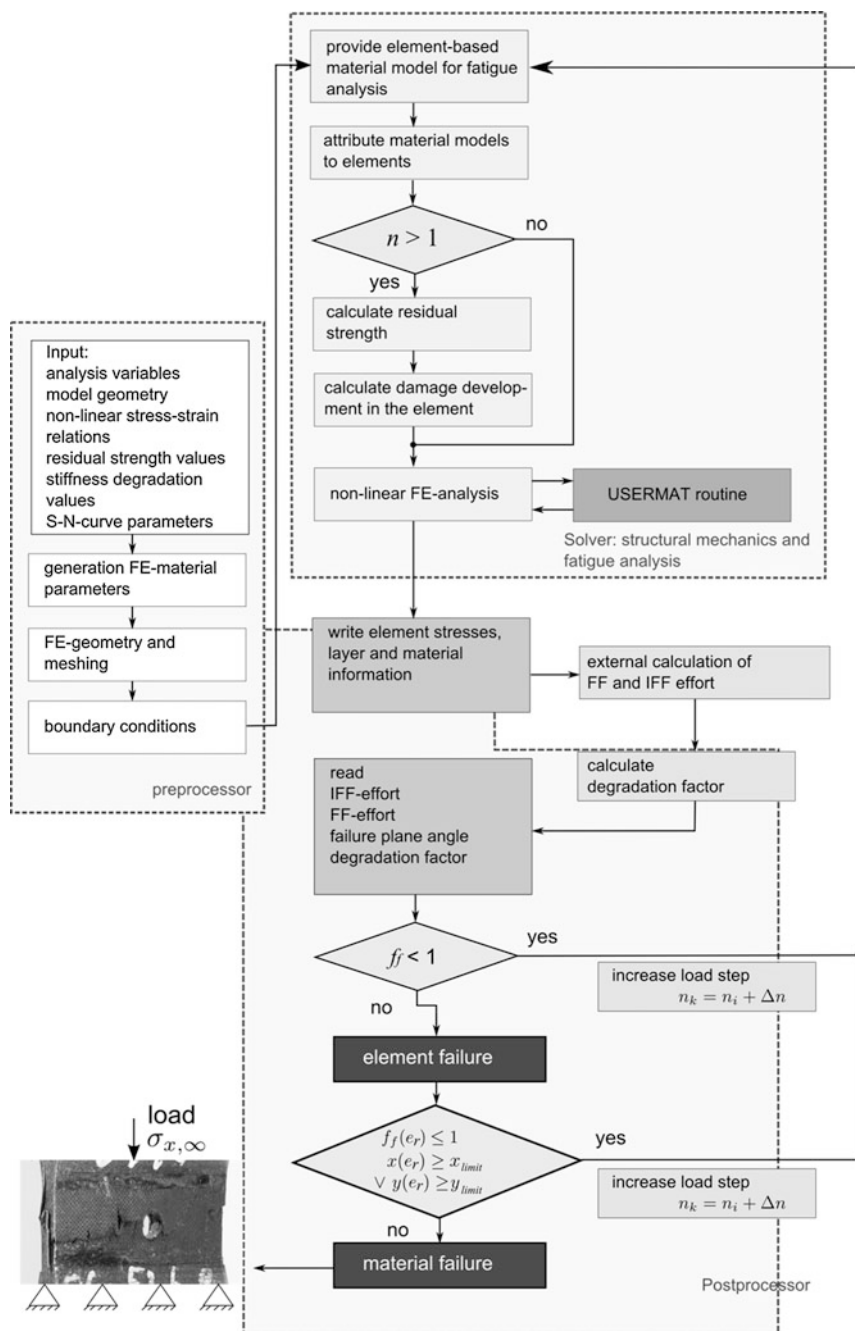 provide element-based
material model for fatigue
analysis
attribute material models
to elements
n > 1
no
yes
calculate residual
strength
calculate damage develop-
ment in the element
non-linear FE-analysis
USERMAT routine
Solver: structural mechanics and
fatigue analysis
Input:
analysis variables
model geometry
non-linear stress-strain
relations
residual strength values
stiffness degradation
values
S-N-curve parameters
generation FE-material
parameters
FE-geometry and
meshing
boundary conditions
preprocessor
write element stresses,
layer and material
information
external calculation of
FF and IFF effort
calculate
degradation factor
read
IFF-effort
FF-effort
failure plane angle
degradation factor
f_f < 1
yes
increase load step
n_k = n_i + Δn
no
element failure
f_f(e_r) ≤ 1
x(e_r) ≥ x_limit
∨ y(e_r) ≥ y_limit
yes
increase load step
n_k = n_i + Δn
no
material failure
Postprocessor
load
σ_x,∞